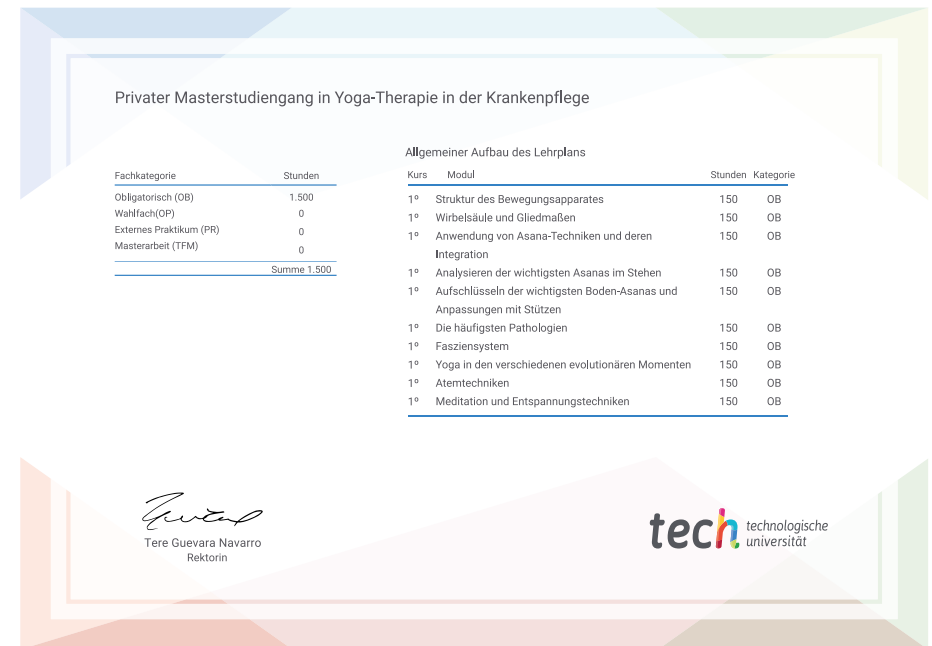 Privater Masterstudiengang in Yoga-Therapie in der Krankenpflege
Fachkategorie Stunden
Obligatorisch (OB) 1.500
Wahlfach(OP) 0
Externes Praktikum (PR) 0
Masterarbeit (TFM) 0
Summe 1.500
Allgemeiner Aufbau des Lehrplans
Kurs Modul Stunden Kategorie
1º Struktur des Bewegungsapparates 150 OB
1º Wirbelsäule und Gliedmaßen 150 OB
1º Anwendung von Asana-Techniken und deren 150 OB
Integration
1º Analysieren der wichtigsten Asanas im Stehen 150 OB
1º Aufschlüsseln der wichtigsten Boden-Asanas und 150 OB
Anpassungen mit Stützen
1º Die häufigsten Pathologien 150 OB
1º Fasziensystem 150 OB
1º Yoga in den verschiedenen evolutionären Momenten 150 OB
1º Atemtechniken 150 OB
1º Meditation und Entspannungstechniken 150 OB
Tere Guevara Navarro
Rektorin
tech technologische
universität